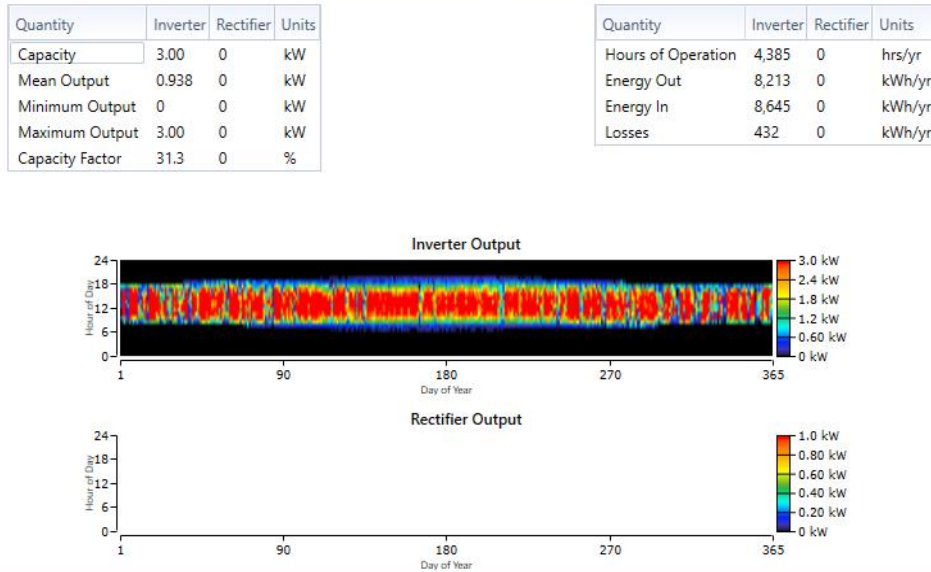 Quantity Inverter Rectifier Units
Capacity 3.00 0 kW
Mean Output 0.938 0 kW
Minimum Output 0 0 kW
Maximum Output 3.00 0 kW
Capacity Factor 31.3 0 %
Quantity Inverter Rectifier Units
Hours of Operation 4,385 0 hrs/yr
Energy Out 8,213 0 kWh/yr
Energy In 8,645 0 kWh/yr
Losses 432 0 kWh/yr
Inverter Output
Hour of Day
24
18
12
6
0
3.0 kW
2.4 kW
1.8 kW
1.2 kW
0.60 kW
0 kW
1 90 180 270 365
Day of Year
Rectifier Output
Hour of Day
24
18
12
6
0
1.0 kW
0.80 kW
0.60 kW
0.40 kW
0.20 kW
0 kW
1 90 180 270 365
Day of Year